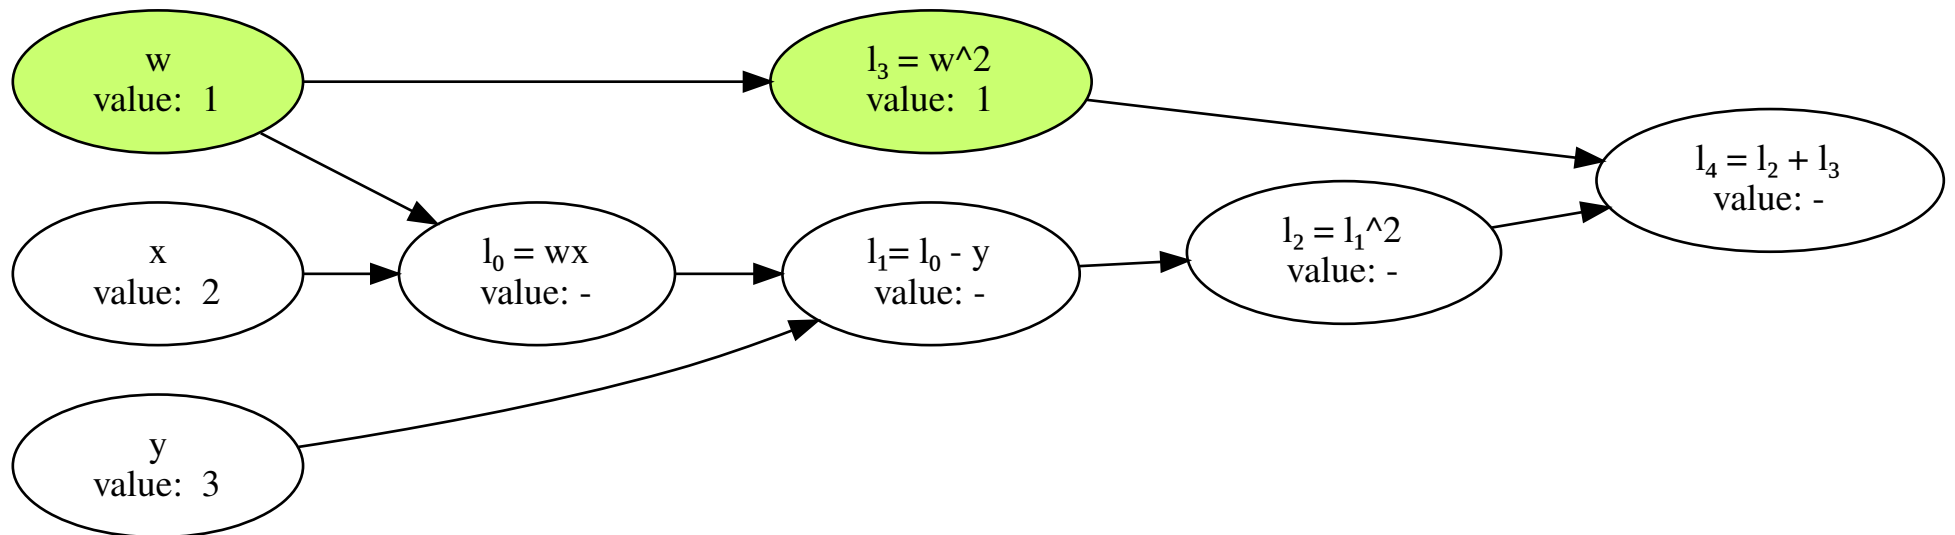 w
value:  1
l₃ = w^2
value:  1
l₄ = l₂ + l₃
value: -
x
value:  2
l₀ = wx
value: -
l₁= l₀ - y
value: -
l₂ = l₁^2
value: -
y
value:  3